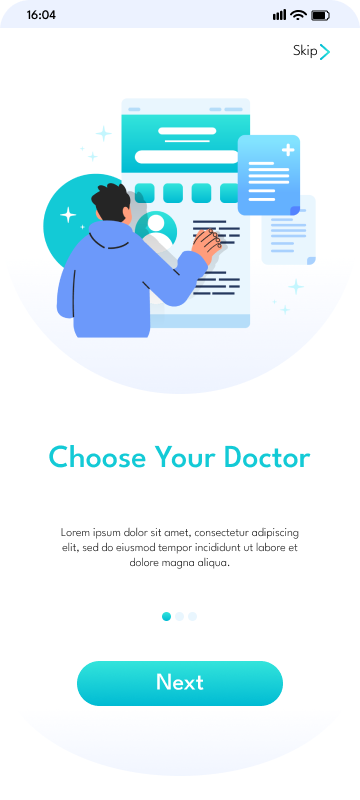 16:04
Skip
Choose Your Doctor
Lorem ipsum dolor sit amet, consectetur adipiscing
elit, sed do eiusmod tempor incididunt ut labore et
dolore magna aliqua.
Next